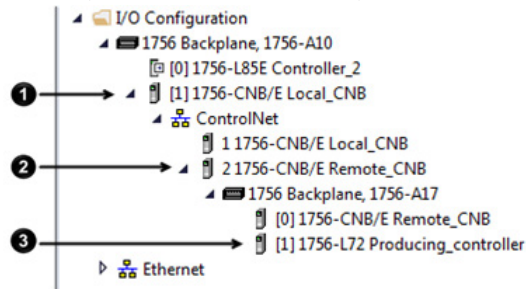 I/O Configuration
1756 Backplane, 1756-A10
[0] 1756-L85E Controller_2
1 [1] 1756-CNB/E Local_CNB
ControlNet
1 1756-CNB/E Local_CNB
2 2 1756-CNB/E Remote_CNB
1756 Backplane, 1756-A17
[0] 1756-CNB/E Remote_CNB
3 [1] 1756-L72 Producing_controller
Ethernet